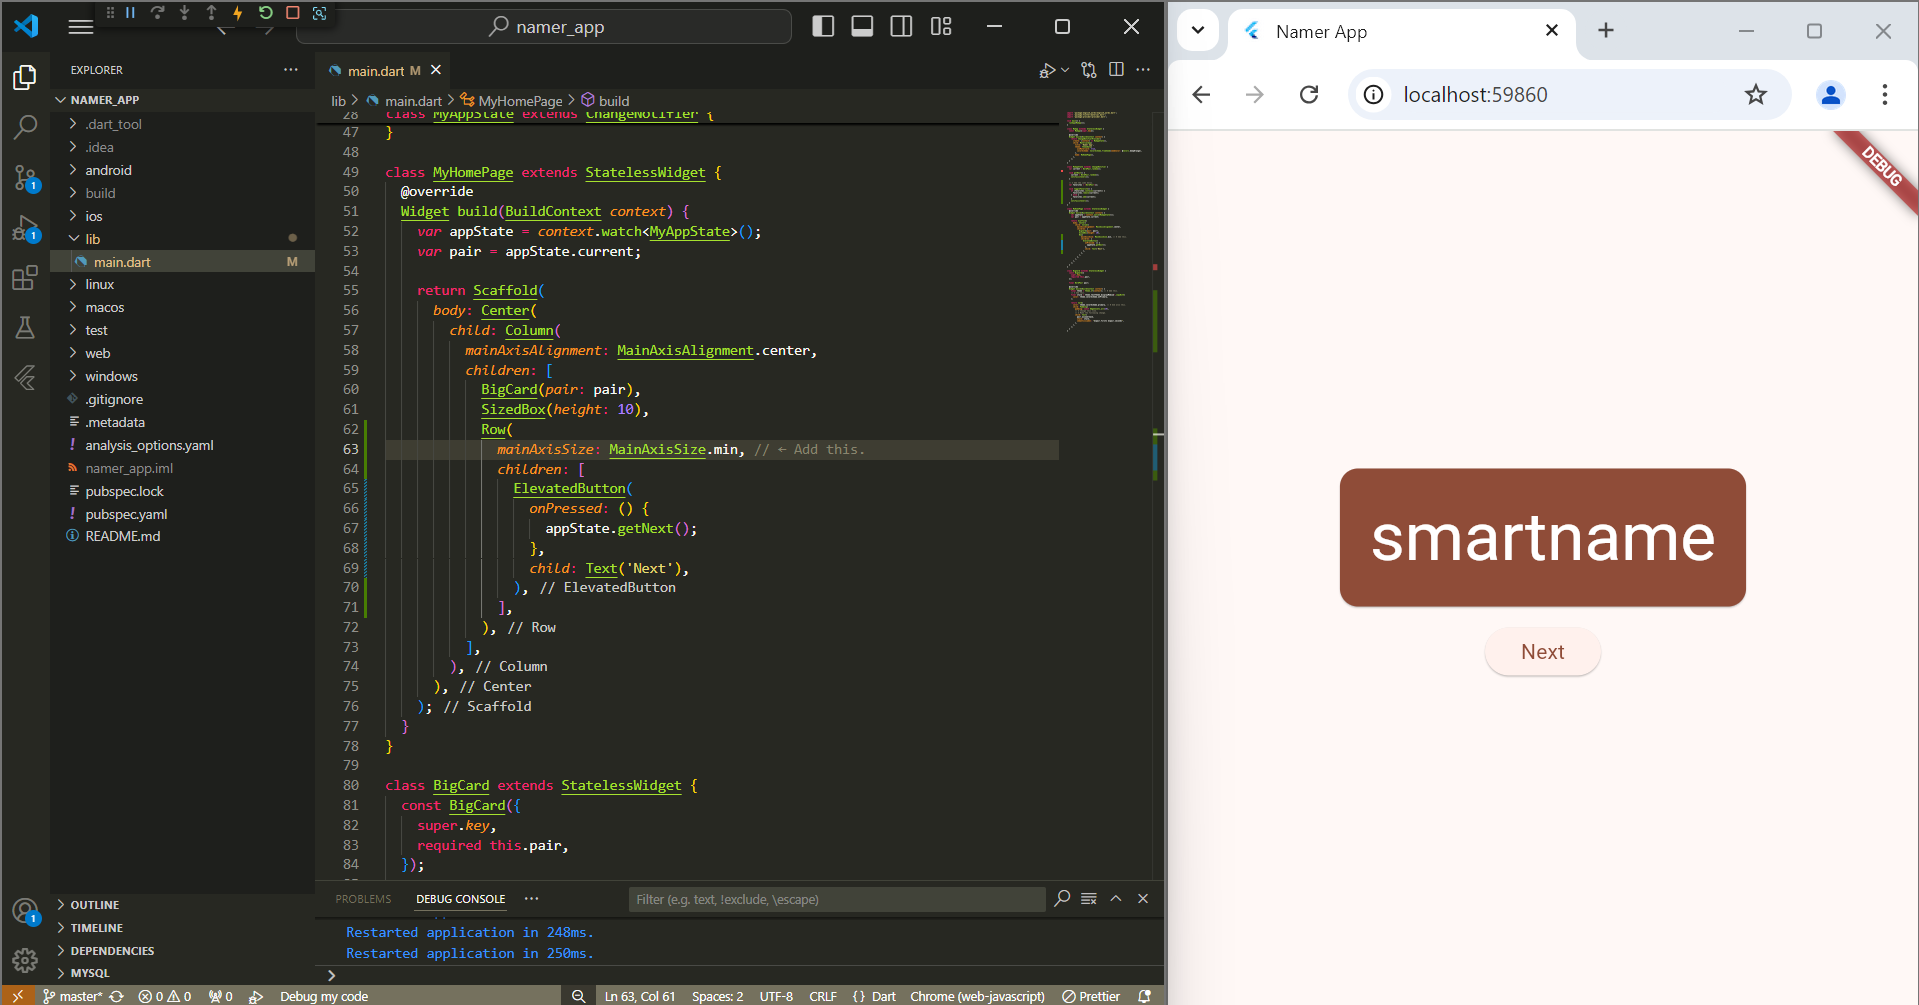 namer_app
EXPLORER
NAMER_APP
.dart_tool
.idea
android
build
ios
lib
main.dart M
linux
macos
test
web
windows
.gitignore
.metadata
analysis_options.yaml
namer_app.iml
pubspec.lock
pubspec.yaml
README.md
OUTLINE
TIMELINE
DEPENDENCIES
MYSQL
main.dart M
lib > main.dart > MyHomePage > build
28 class MyAppState extends ChangeNotifier {
47 }
48
49 class MyHomePage extends StatelessWidget {
50 @override
51 Widget build(BuildContext context) {
52 var appState = context.watch<MyAppState>();
53 var pair = appState.current;
54
55 return Scaffold(
56 body: Center(
57 child: Column(
58 mainAxisAlignment: MainAxisAlignment.center,
59 children: [
60 BigCard(pair: pair),
61 SizedBox(height: 10),
62 Row(
63 mainAxisSize: MainAxisSize.min, // ← Add this.
64 children: [
65 ElevatedButton(
66 onPressed: () {
67 appState.getNext();
68 },
69 child: Text('Next'),
70 ), // ElevatedButton
71 ],
72 ), // Row
73 ],
74 ), // Column
75 ), // Center
76 ); // Scaffold
77 }
78 }
79
80 class BigCard extends StatelessWidget {
81 const BigCard({
82 super.key,
83 required this.pair,
84 });
PROBLEMS DEBUG CONSOLE Filter (e.g. text, !exclude, \escape)
Restarted application in 248ms.
Restarted application in 250ms.
1
1
1
master* 0 0 0 Debug my code Ln 63, Col 61 Spaces: 2 UTF-8 CRLF {} Dart Chrome (web-javascript) Prettier
Namer App
localhost:59860
DEBUG
smartname
Next